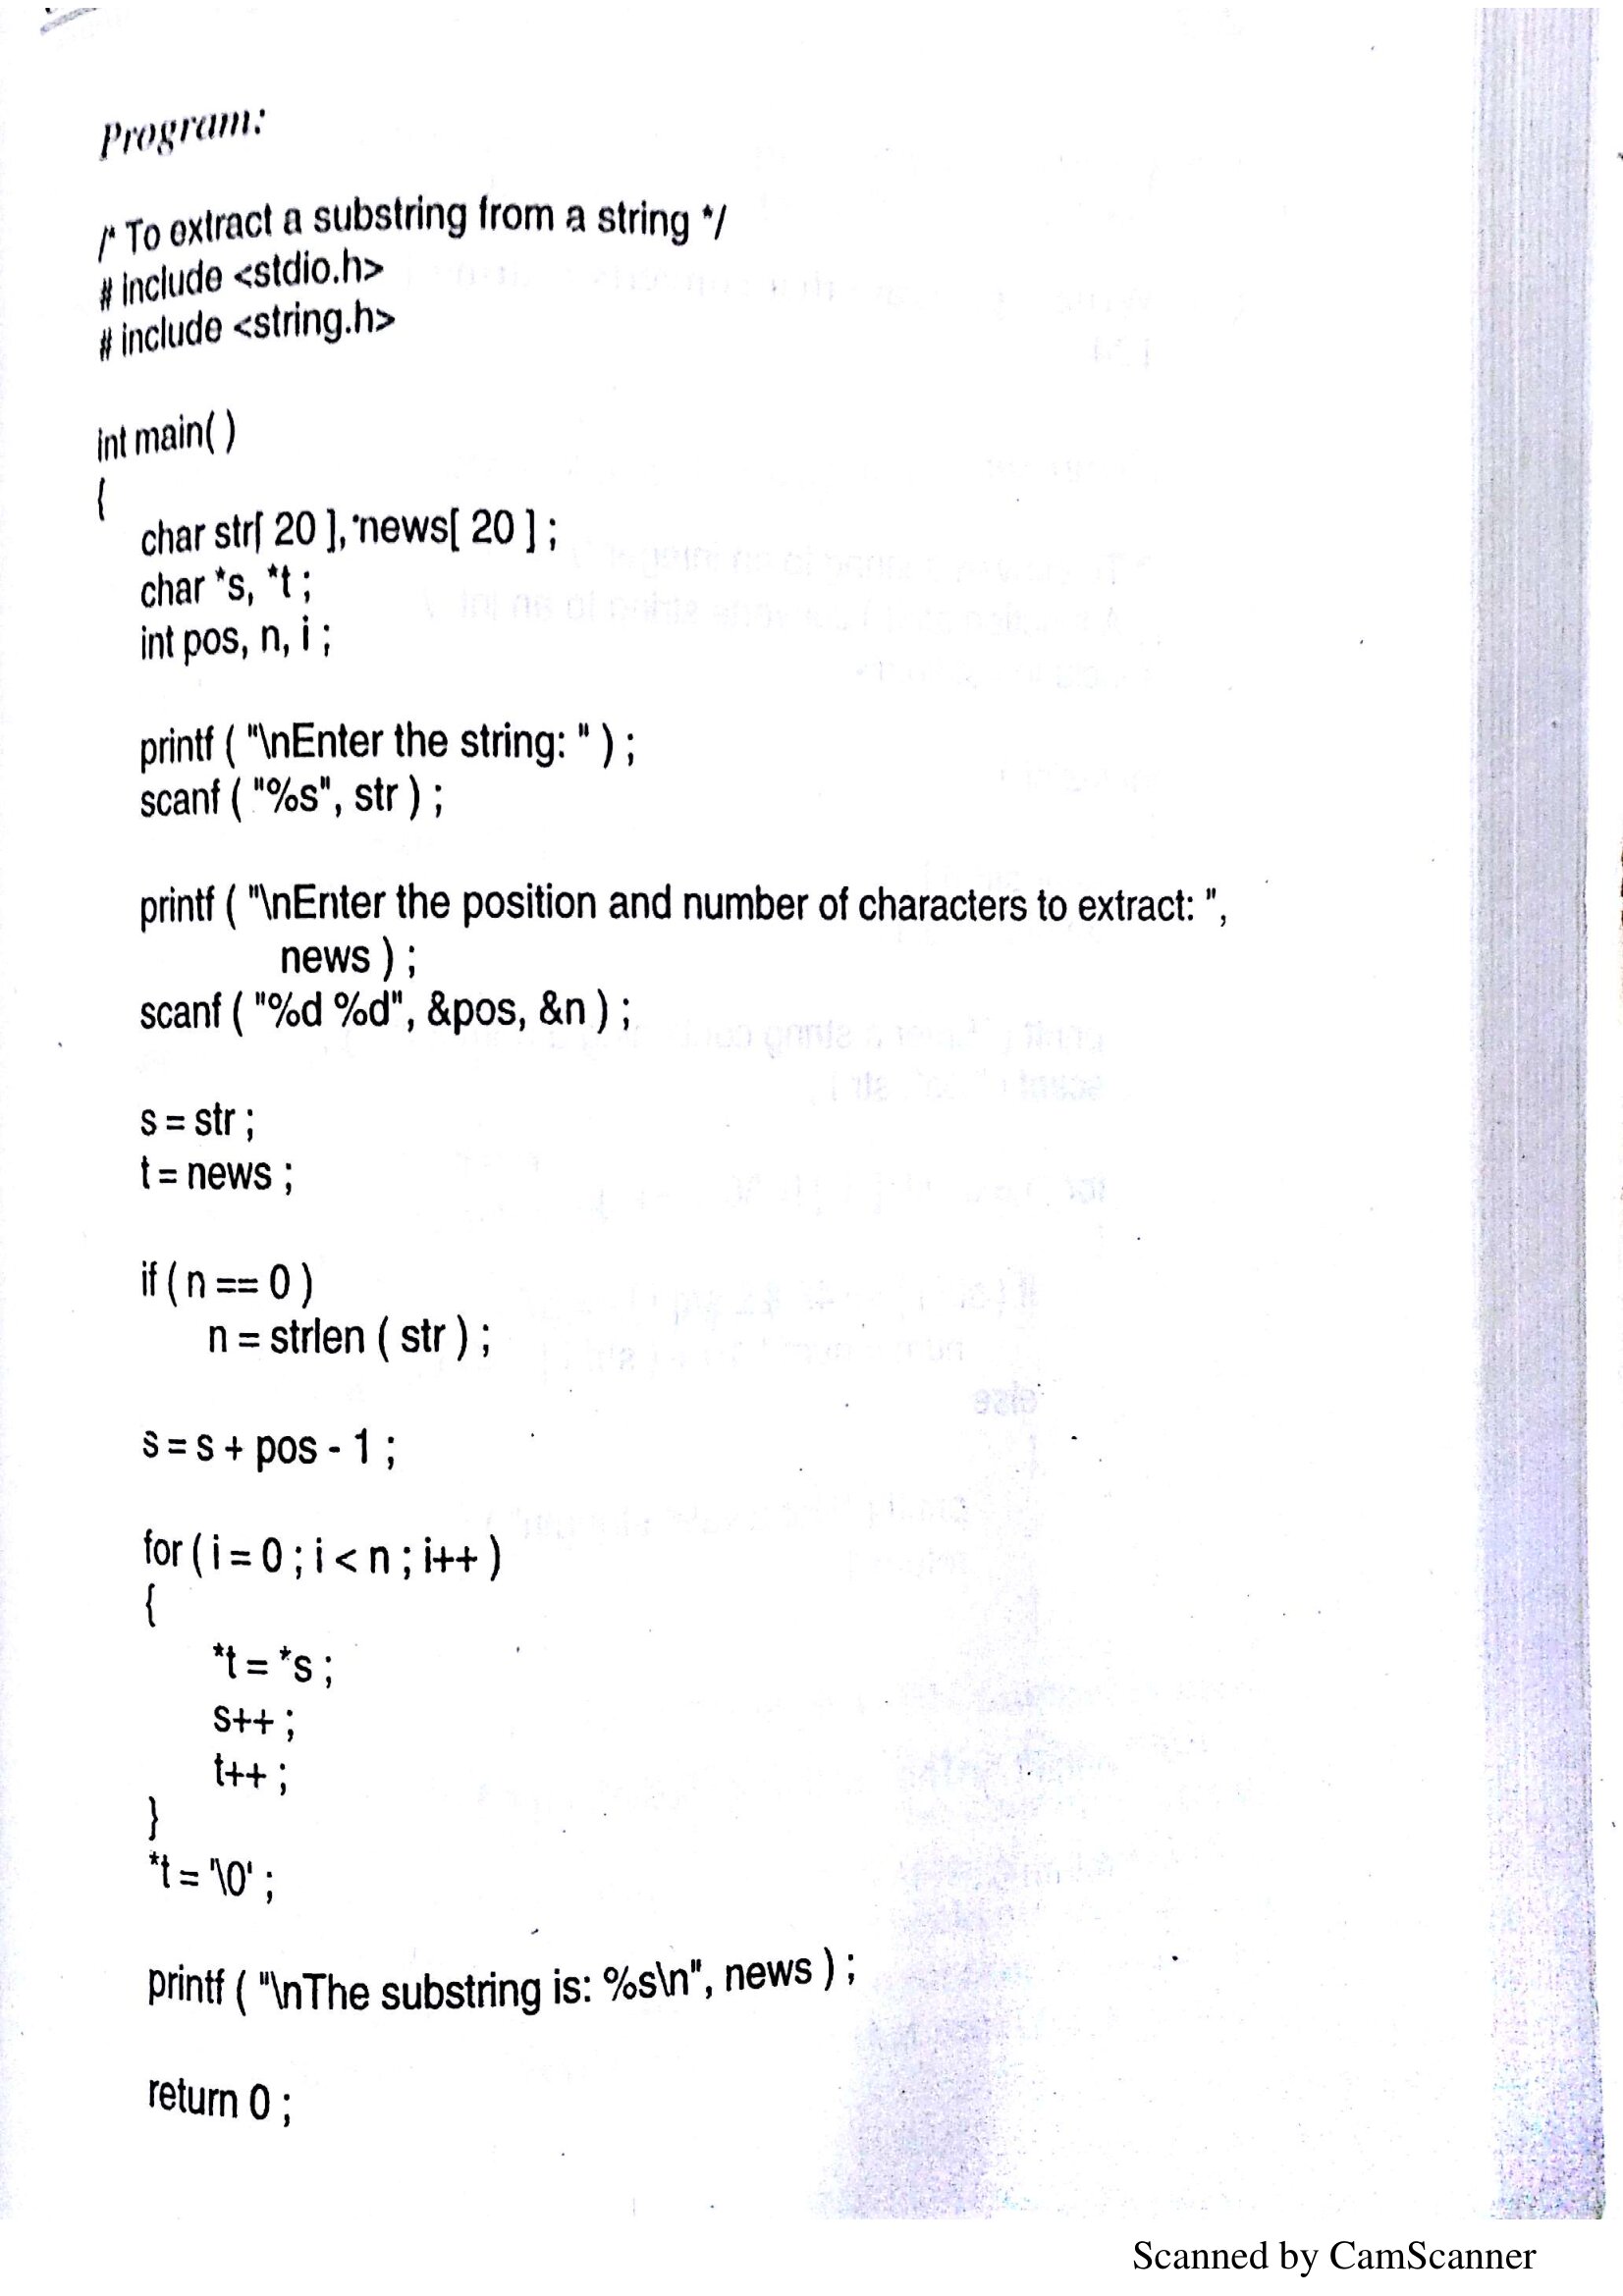 Program:
/* To extract a substring from a string */
# include <stdio.h>
# include <string.h>
int main( )
{
char str[ 20 ], news[ 20 ] ;
char *s, *t ;
int pos, n, i ;
printf ( "\nEnter the string: " ) ;
scanf ( "%s", str ) ;
printf ( "\nEnter the position and number of characters to extract: ",
news ) ;
scanf ( "%d %d", &pos, &n ) ;
s = str ;
t = news ;
if ( n == 0 )
n = strlen ( str ) ;
s = s + pos - 1 ;
for ( i = 0 ; i < n ; i++ )
{
*t = *s ;
s++ ;
t++ ;
}
*t = '\0' ;
printf ( "\nThe substring is: %s\n", news ) ;
return 0 ;
Scanned by CamScanner